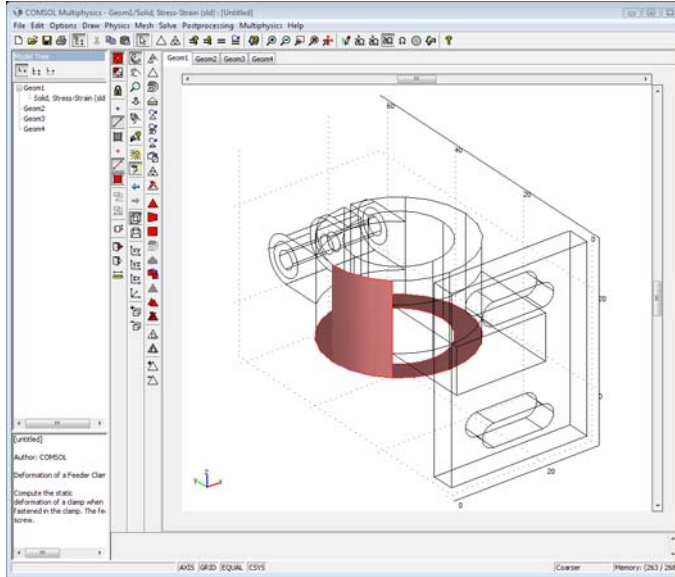 COMSOL Multiphysics - Geom1/Solid, Stress-Strain (sld) : [Untitled]
File Edit Options Draw Physics Mesh Solve Postprocessing Multiphysics Help
Model Tree
Geom1 Geom2 Geom3 Geom4
Geom1
Solid, Stress-Strain (sld
Geom2
Geom3
Geom4
60
40
20
0
20
0
20
0
z
y
x
[untitled]
Author: COMSOL
Deformation of a Feeder Clar
Compute the static
deformation of a clamp when
fastened in the clamp. The fe
screw.
AXIS GRID EQUAL CSYS
Coarser
Memory: (263 / 266